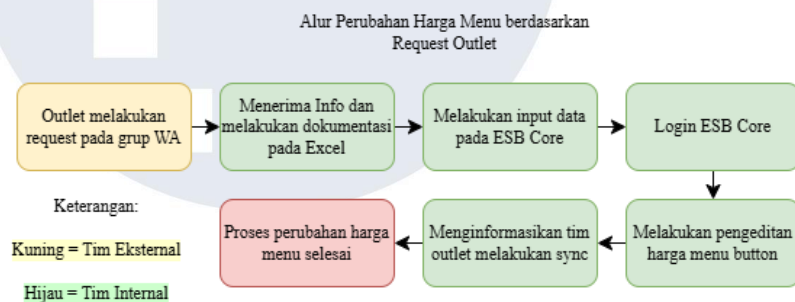 Alur Perubahan Harga Menu berdasarkan
Request Outlet
Outlet melakukan
request pada grup WA
Menerima Info dan
melakukan dokumentasi
pada Excel
Melakukan input data
pada ESB Core
Login ESB Core
Melakukan pengeditan
harga menu button
Menginformasikan tim
outlet melakukan sync
Proses perubahan harga
menu selesai
Keterangan:
Kuning = Tim Eksternal
Hijau = Tim Internal